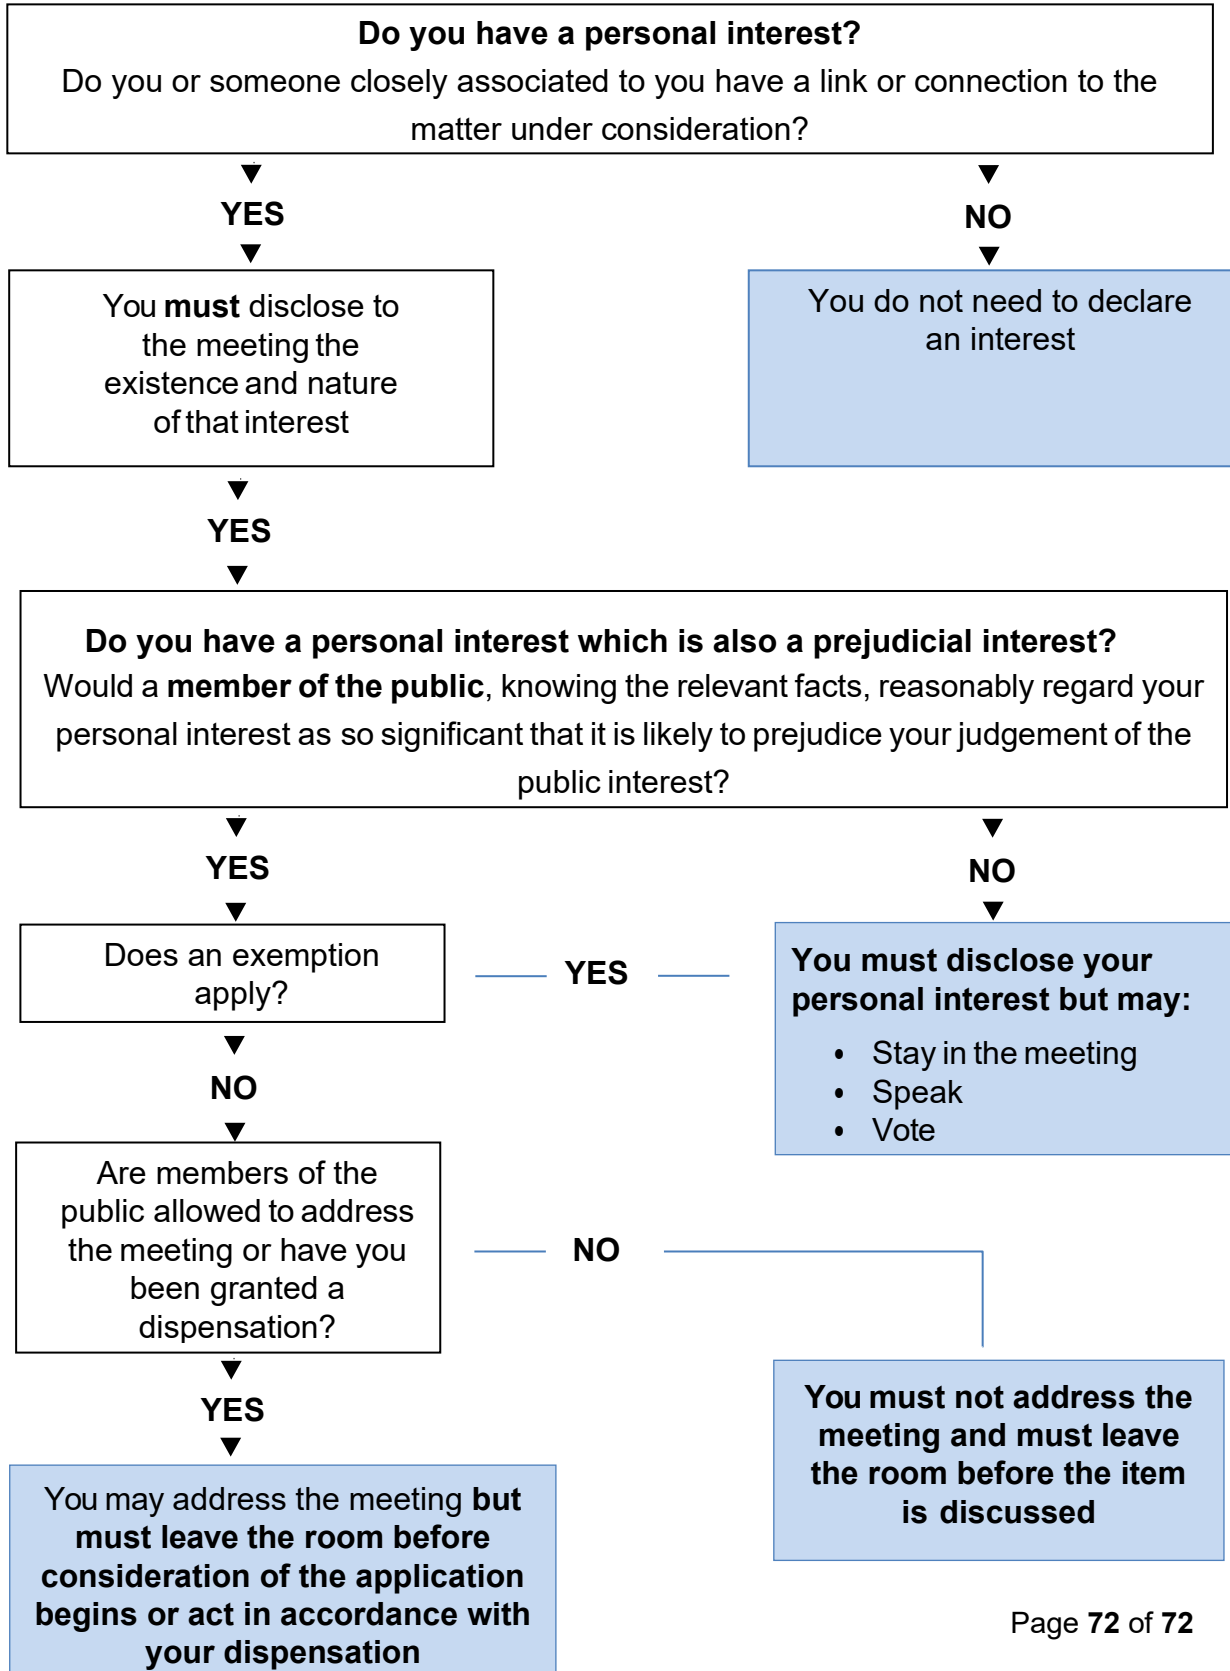 Do you have a personal interest?
Do you or someone closely associated to you have a link or connection to the
matter under consideration?
YES
NO
You must disclose to
the meeting the
existence and nature
of that interest
You do not need to declare
an interest
YES
Do you have a personal interest which is also a prejudicial interest?
Would a member of the public, knowing the relevant facts, reasonably regard your
personal interest as so significant that it is likely to prejudice your judgement of the
public interest?
YES
NO
Does an exemption
apply?
YES
You must disclose your
personal interest but may:
• Stay in the meeting
• Speak
• Vote
NO
Are members of the
public allowed to address
the meeting or have you
been granted a
dispensation?
NO
You must not address the
meeting and must leave
the room before the item
is discussed
YES
You may address the meeting but
must leave the room before
consideration of the application
begins or act in accordance with
your dispensation
Page 72 of 72